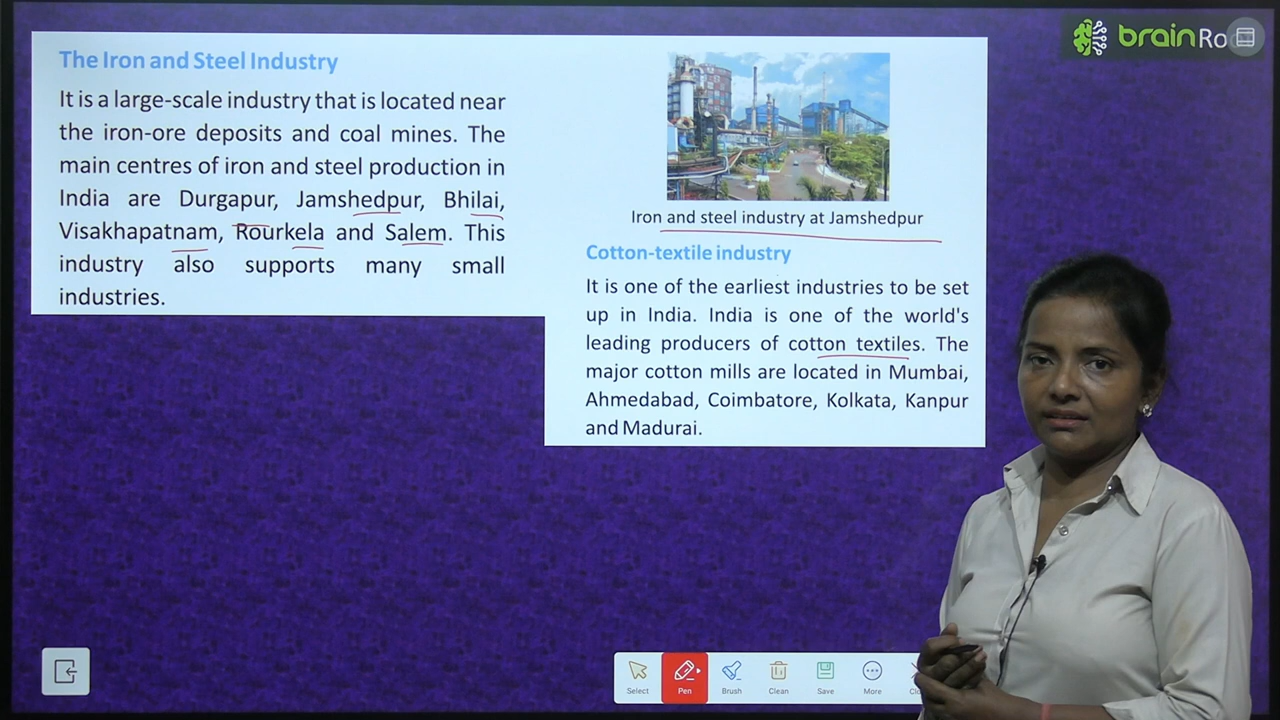 brainRo
The Iron and Steel Industry
It is a large-scale industry that is located near
the iron-ore deposits and coal mines. The
main centres of iron and steel production in
India are Durgapur, Jamshedpur, Bhilai,
Visakhapatnam, Rourkela and Salem. This
industry also supports many small
industries.
Iron and steel industry at Jamshedpur
Cotton-textile industry
It is one of the earliest industries to be set
up in India. India is one of the world's
leading producers of cotton textiles. The
major cotton mills are located in Mumbai,
Ahmedabad, Coimbatore, Kolkata, Kanpur
and Madurai.
Select Pen Brush Clean Save More